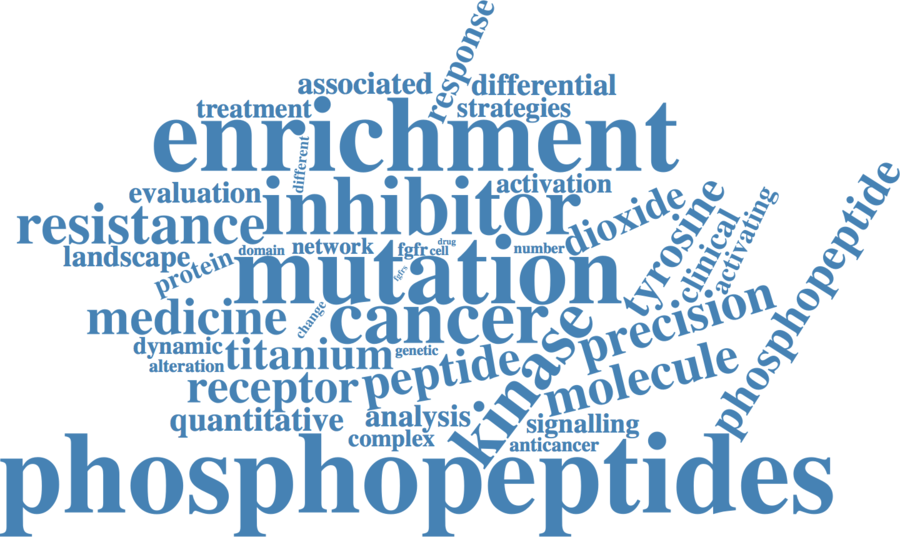 response
associated
differential
treatment
strategies
enrichment
different
evaluation
inhibitor
activation
resistance
dioxide
tyrosine
clinical
activating
phosphopeptide
landscape
protein
domain
network
fgfr
cell
drug
number
mutation
fgfrs
medicine
change
cancer
kinase
precision
dynamic
titanium
genetic
alteration
receptor
peptide
molecule
quantitative
analysis
signalling
complex
anticancer
phosphopeptides